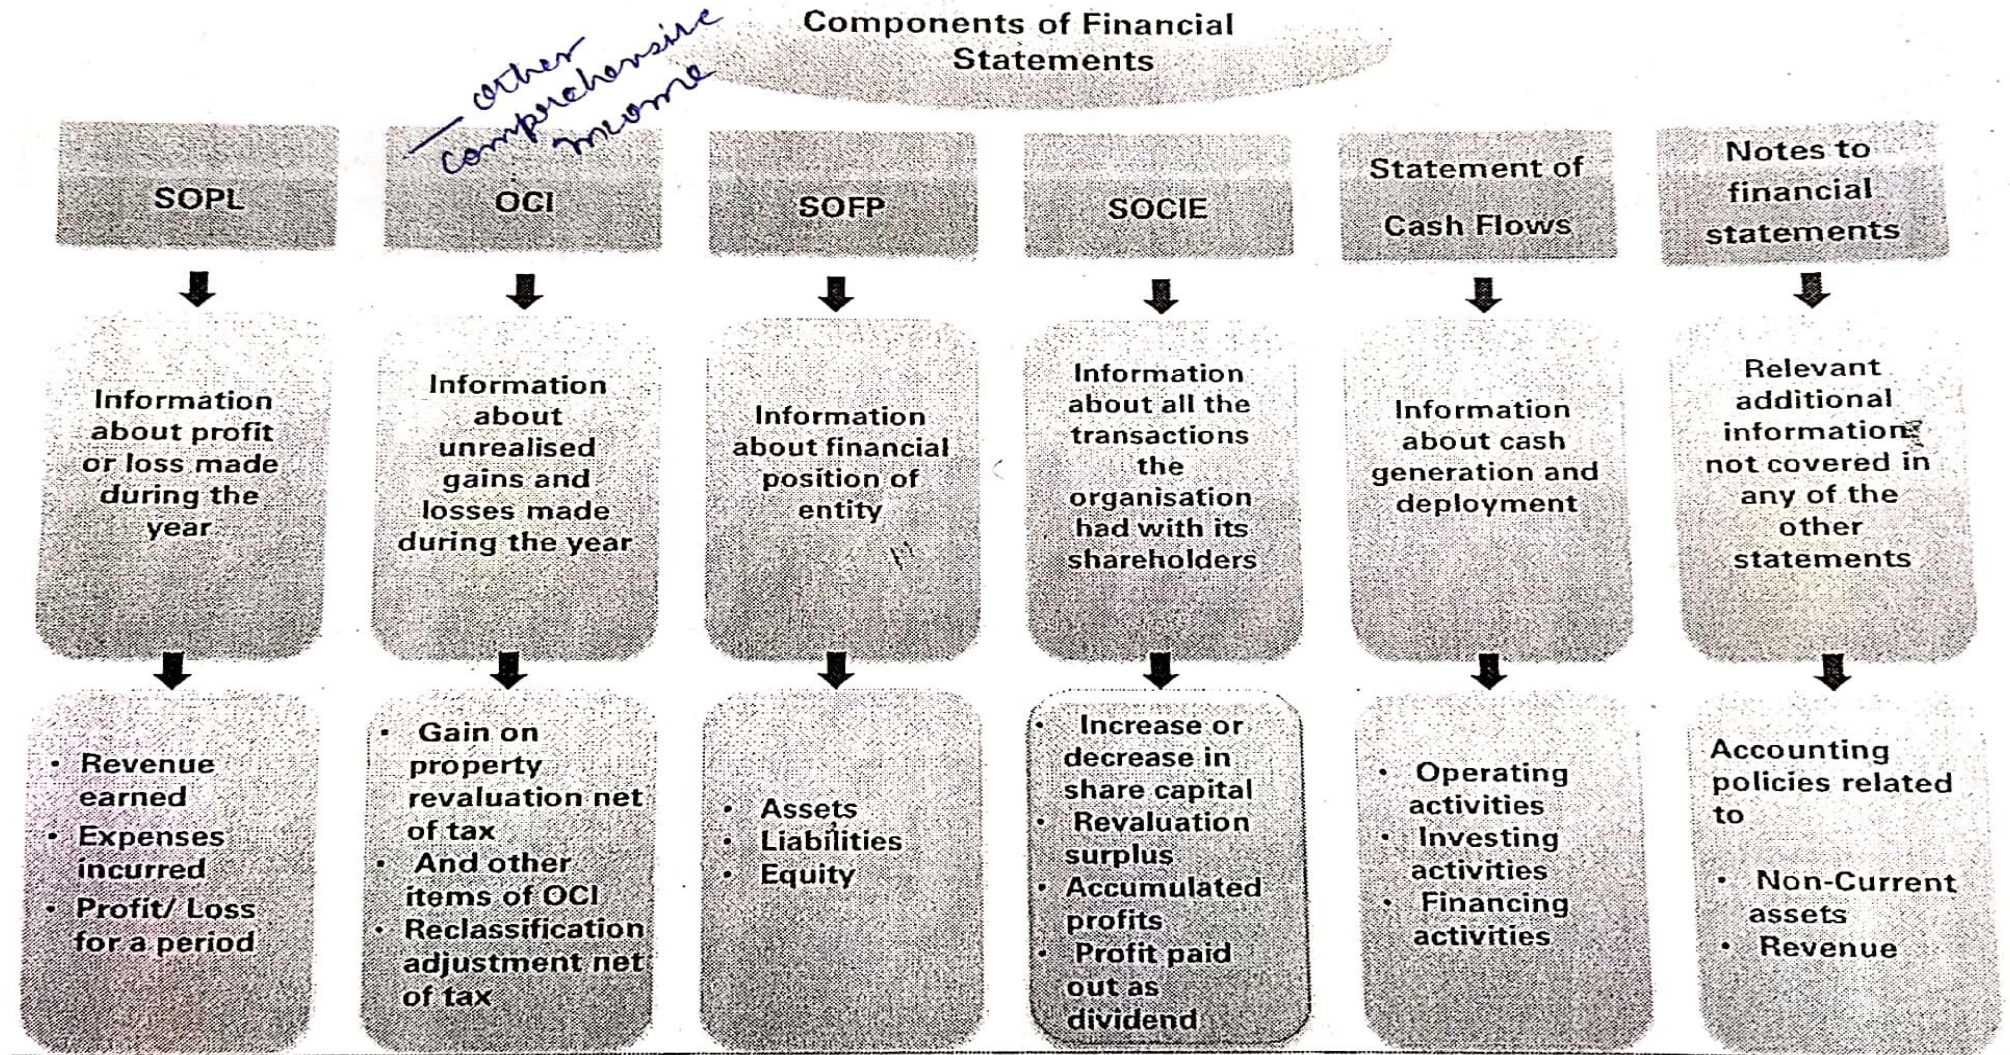 Components of Financial
Statements
— other
comprehensive
income
SOPL
OCI
SOFP
SOCIE
Statement of
Cash Flows
Notes to
financial
statements
Information
about profit
or loss made
during the
year
Information
about
unrealised
gains and
losses made
during the year
Information
about financial
position of
entity
Information
about all the
transactions
the
organisation
had with its
shareholders
Information
about cash
generation and
deployment
Relevant
additional
information
not covered in
any of the
other
statements
• Revenue
earned
• Expenses
incurred
• Profit/ Loss
for a period
• Gain on
property
revaluation net
of tax
• And other
items of OCI
• Reclassification
adjustment net
of tax
• Assets
• Liabilities
• Equity
• Increase or
decrease in
share capital
• Revaluation
surplus
• Accumulated
profits
• Profit paid
out as
dividend
• Operating
activities
• Investing
activities
• Financing
activities
Accounting
policies related
to
• Non-Current
assets
• Revenue